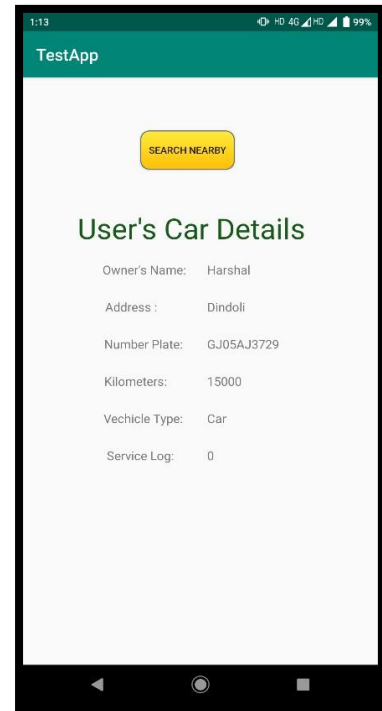 1:13 HD 4G HD 99%
TestApp
SEARCH NEARBY
User's Car Details
Owner's Name: Harshal
Address : Dindoli
Number Plate: GJ05AJ3729
Kilometers: 15000
Vechicle Type: Car
Service Log: 0